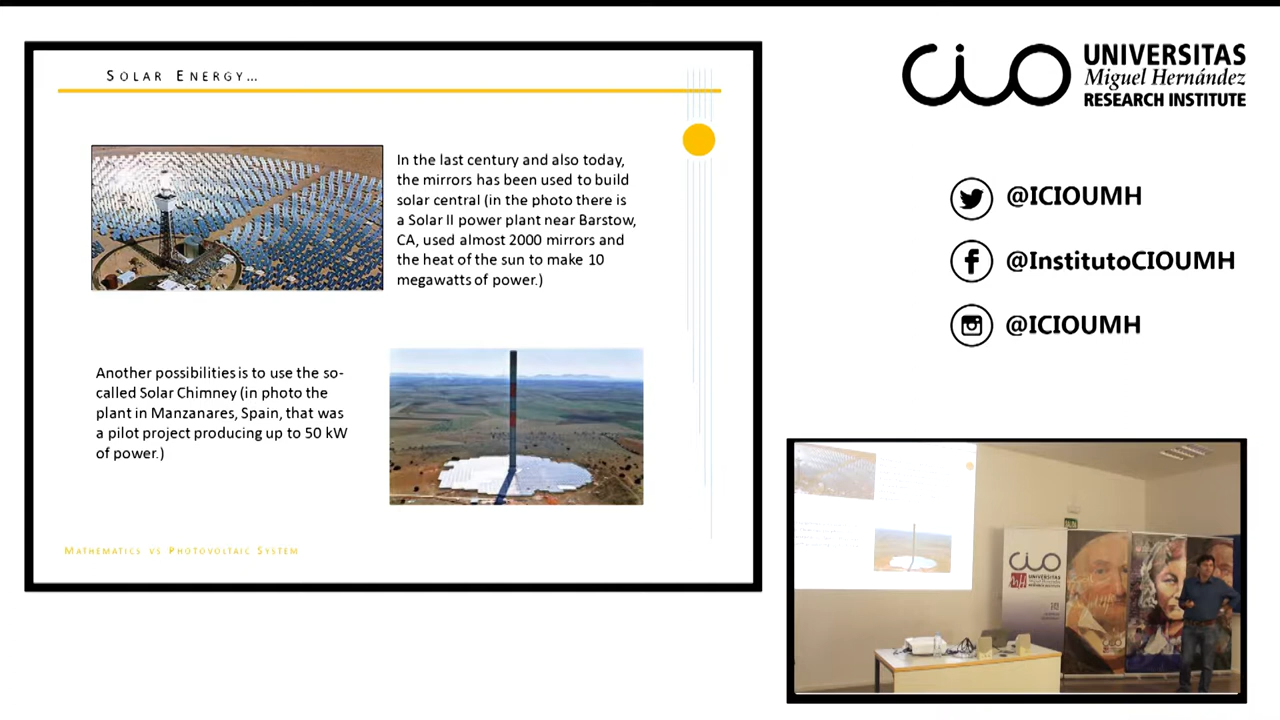 SOLAR ENERGY...
In the last century and also today,
the mirrors has been used to build
solar central (in the photo there is
a Solar II power plant near Barstow,
CA, used almost 2000 mirrors and
the heat of the sun to make 10
megawatts of power.)
Another possibilities is to use the so-
called Solar Chimney (in photo the
plant in Manzanares, Spain, that was
a pilot project producing up to 50 kW
of power.)
MATHEMATICS VS PHOTOVOLTAIC SYSTEM
cio UNIVERSITAS
Miguel Hernández
RESEARCH INSTITUTE
@ICIOUMH
@InstitutoCIOUMH
@ICIOUMH
cio
UNIVERSITAS